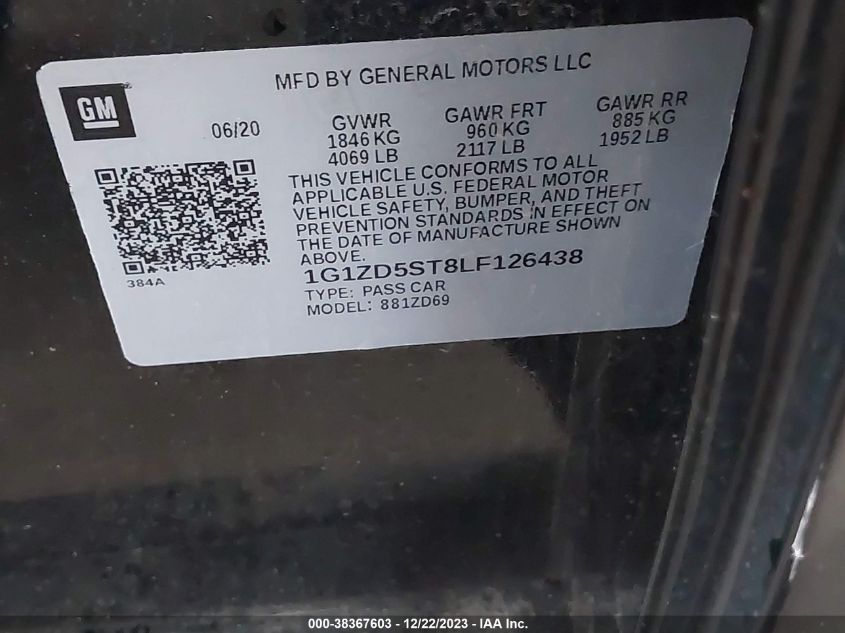 MFD BY GENERAL MOTORS LLC
GM
06/20
GVWR
1846 KG
4069 LB
GAWR FRT
960 KG
2117 LB
GAWR RR
885 KG
1952 LB
THIS VEHICLE CONFORMS TO ALL
APPLICABLE U.S. FEDERAL MOTOR
VEHICLE SAFETY, BUMPER, AND THEFT
PREVENTION STANDARDS IN EFFECT ON
THE DATE OF MANUFACTURE SHOWN
ABOVE.
384A
1G1ZD5ST8LF126438
TYPE: PASS CAR
MODEL: 881ZD69
000-38367603 - 12/22/2023 - IAA Inc.